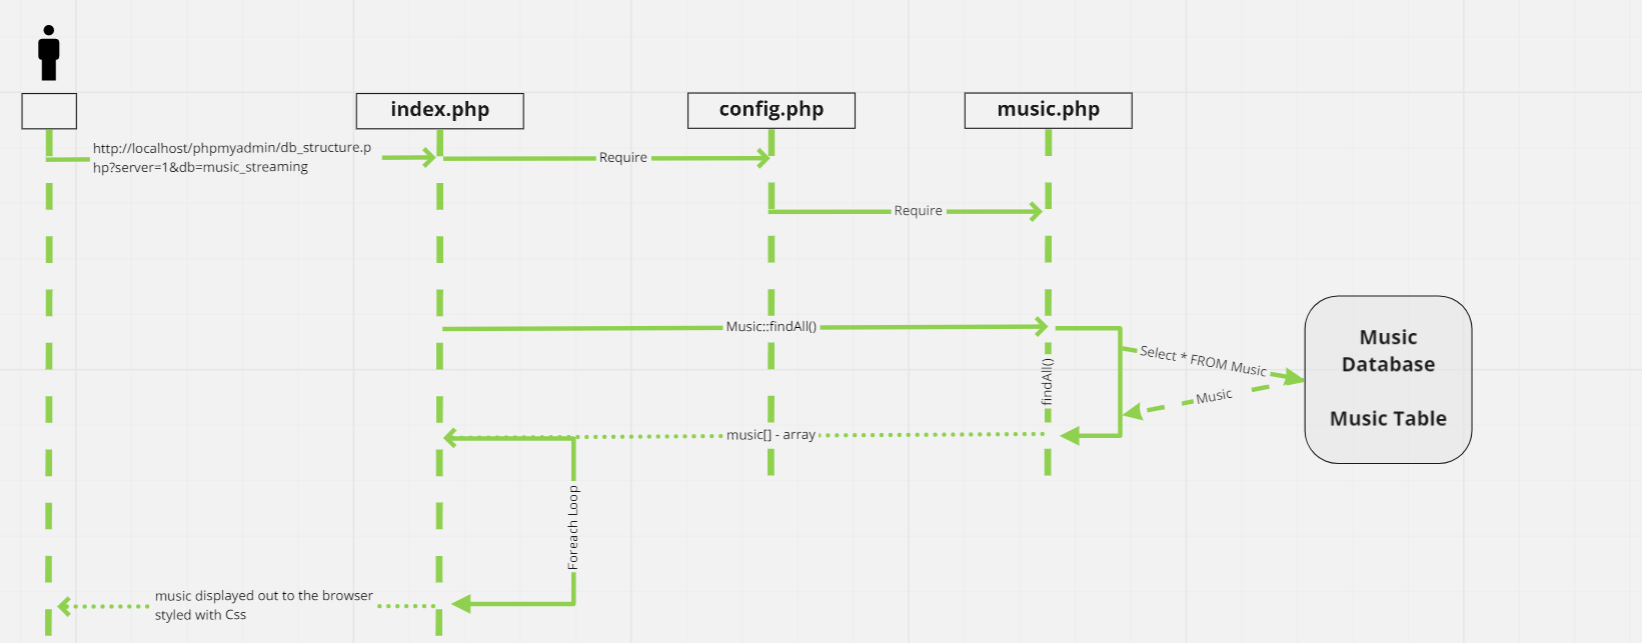 index.php
config.php
music.php
http://localhost/phpmyadmin/db_structure.p
hp?server=1&db=music_streaming
Require
Require
Music::findAll()
findAll()
Select * FROM Music
Music
Music
Database
Music Table
music[] - array
Foreach Loop
music displayed out to the browser
styled with Css